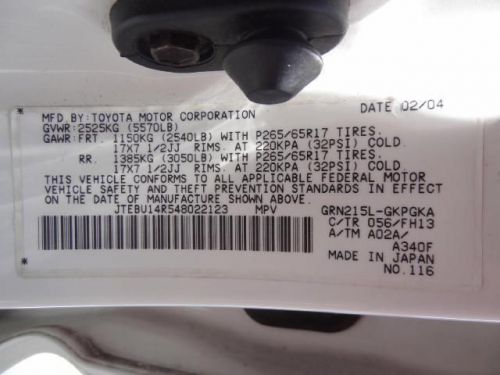 MFD.BY:TOYOTA MOTOR CORPORATION DATE 02/04
GVWR:2525KG (5570LB)
GAWR:FRT 1150KG (2540LB) WITH P265/65R17 TIRES.
17X7 1/2JJ RIMS. AT 220KPA (32PSI) COLD.
RR. 1385KG (3050LB) WITH P265/65R17 TIRES.
17X7 1/2JJ RIMS. AT 220KPA (32PSI) COLD.
THIS VEHICLE CONFORMS TO ALL APPLICABLE FEDERAL MOTOR
VEHICLE SAFETY AND THEFT PREVENTION STANDARDS IN EFFECT
ON THE DATE OF MANUFACTURE SHOWN ABOVE.
JTEBU14R548022123 MPV GRN215L-GKPGKA
C/TR 056/FH13
A/TM A02A/
A340F
MADE IN JAPAN
NO.116